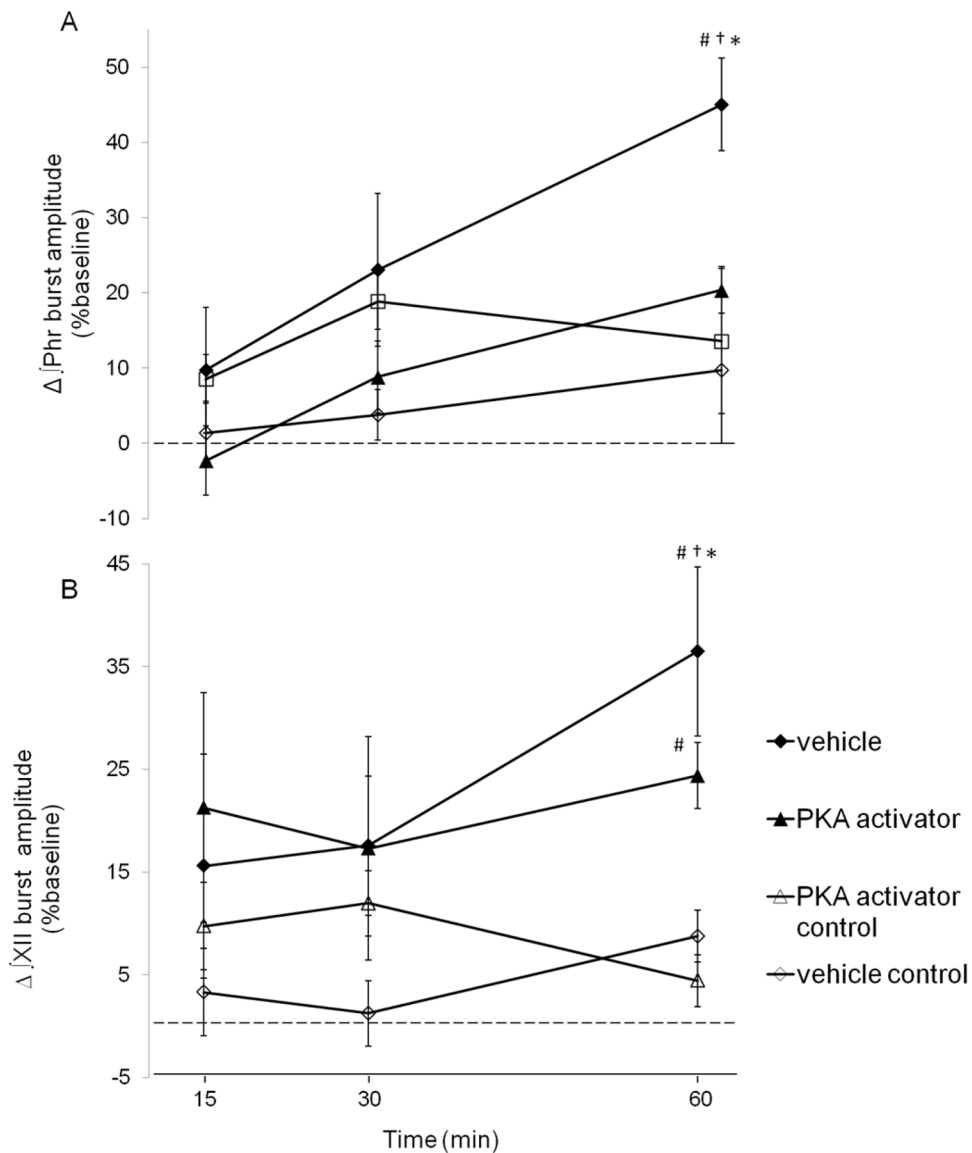 A
# † *
50
40
30
20
10
0
-10
Δ ∫Phr burst amplitude
(%baseline)
B
# † *
45
35
25
15
5
-5
#
Δ ∫XII burst amplitude
(%baseline)
vehicle
PKA activator
PKA activator
control
vehicle control
15 30 60
Time (min)